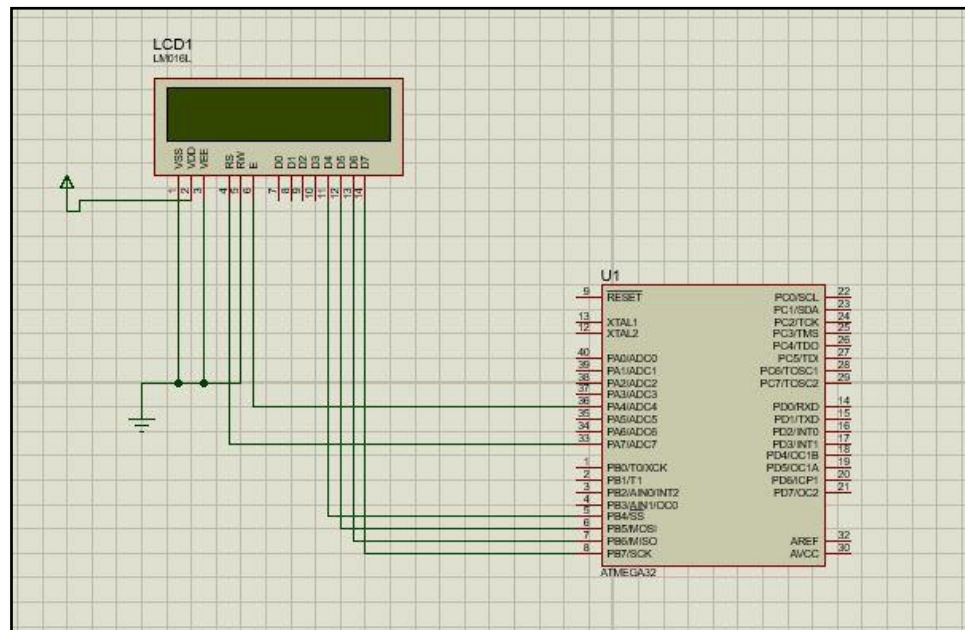 LCD1
LM016L
VSS
VDD
VEE
RS
RW
E
D0
D1
D2
D3
D4
D5
D6
D7
1
2
3
4
5
6
7
8
9
10
11
12
13
14
U1
9 RESET
13 XTAL1
12 XTAL2
40 PA0/ADC0
39 PA1/ADC1
38 PA2/ADC2
37 PA3/ADC3
36 PA4/ADC4
35 PA5/ADC5
34 PA6/ADC6
33 PA7/ADC7
1 PB0/T0/XCK
2 PB1/T1
3 PB2/AIN0/INT2
4 PB3/AIN1/OC0
5 PB4/SS
6 PB5/MOSI
7 PB6/MISO
8 PB7/SCK
PC0/SCL 22
PC1/SDA 23
PC2/TCK 24
PC3/TMS 25
PC4/TDO 26
PC5/TDI 27
PC6/TOSC1 28
PC7/TOSC2 29
PD0/RXD 14
PD1/TXD 15
PD2/INT0 16
PD3/INT1 17
PD4/OC1B 18
PD5/OC1A 19
PD6/ICP1 20
PD7/OC2 21
AREF 32
AVCC 30
ATMEGA32